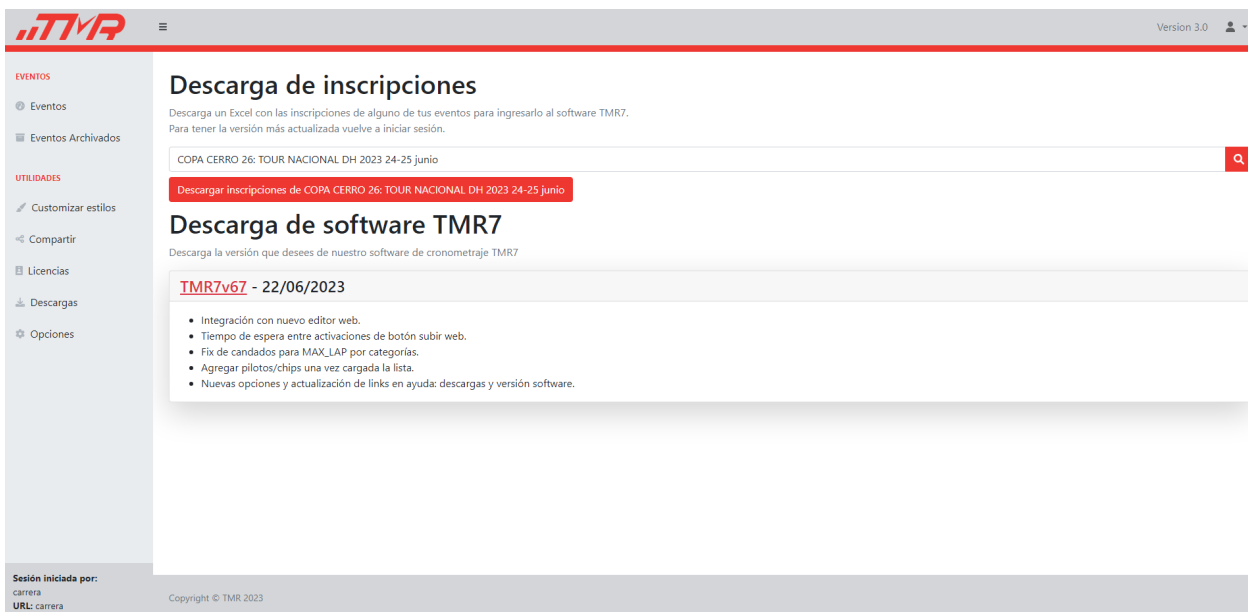 TMR
Version 3.0
EVENTOS
Eventos
Eventos Archivados
UTILIDADES
Customizar estilos
Compartir
Licencias
Descargas
Opciones
Sesión iniciada por:
carrera
URL: carrera
Descarga de inscripciones
Descarga un Excel con las inscripciones de alguno de tus eventos para ingresarlo al software TMR7.
Para tener la versión más actualizada vuelve a iniciar sesión.
COPA CERRO 26: TOUR NACIONAL DH 2023 24-25 junio
Descargar inscripciones de COPA CERRO 26: TOUR NACIONAL DH 2023 24-25 junio
Descarga de software TMR7
Descarga la versión que desees de nuestro software de cronometraje TMR7
TMR7v67 - 22/06/2023
Integración con nuevo editor web.
Tiempo de espera entre activaciones de botón subir web.
Fix de candados para MAX_LAP por categorías.
Agregar pilotos/chips una vez cargada la lista.
Nuevas opciones y actualización de links en ayuda: descargas y versión software.
Copyright © TMR 2023